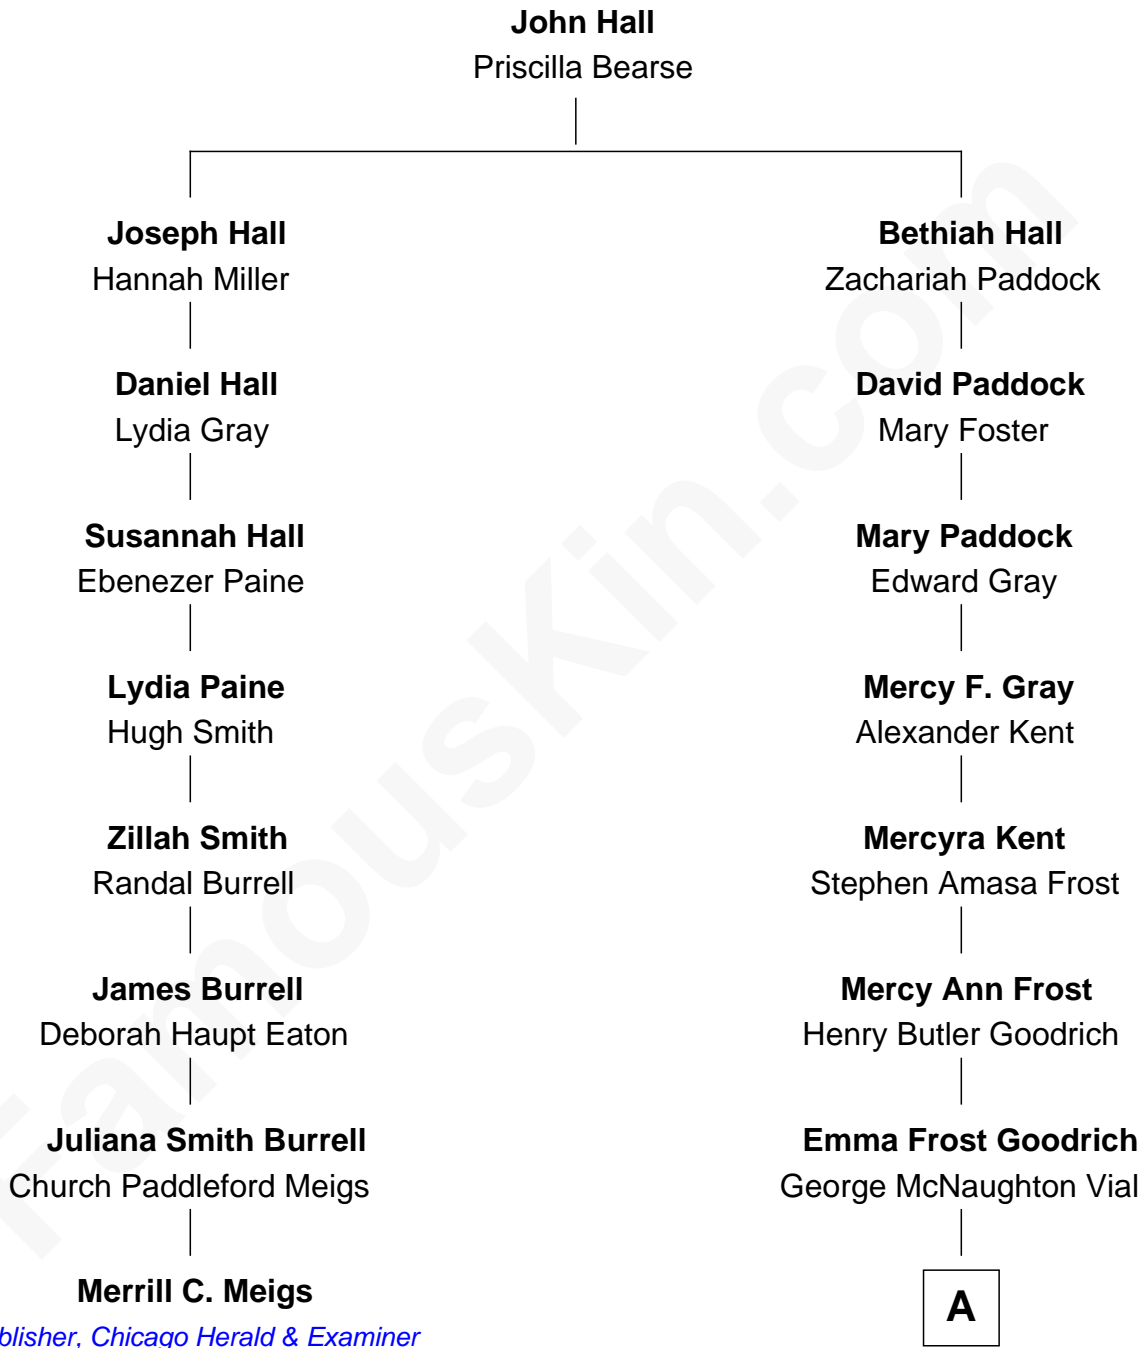 John Hall
Priscilla Bearse
Joseph Hall
Hannah Miller
Bethiah Hall
Zachariah Paddock
Daniel Hall
Lydia Gray
David Paddock
Mary Foster
Susannah Hall
Ebenezer Paine
Mary Paddock
Edward Gray
Lydia Paine
Hugh Smith
Mercy F. Gray
Alexander Kent
Zillah Smith
Randal Burrell
Mercyra Kent
Stephen Amasa Frost
James Burrell
Deborah Haupt Eaton
Mercy Ann Frost
Henry Butler Goodrich
Juliana Smith Burrell
Church Paddleford Meigs
Emma Frost Goodrich
George McNaughton Vial
Merrill C. Meigs
blisher, Chicago Herald & Examiner
A
FamousKin.com